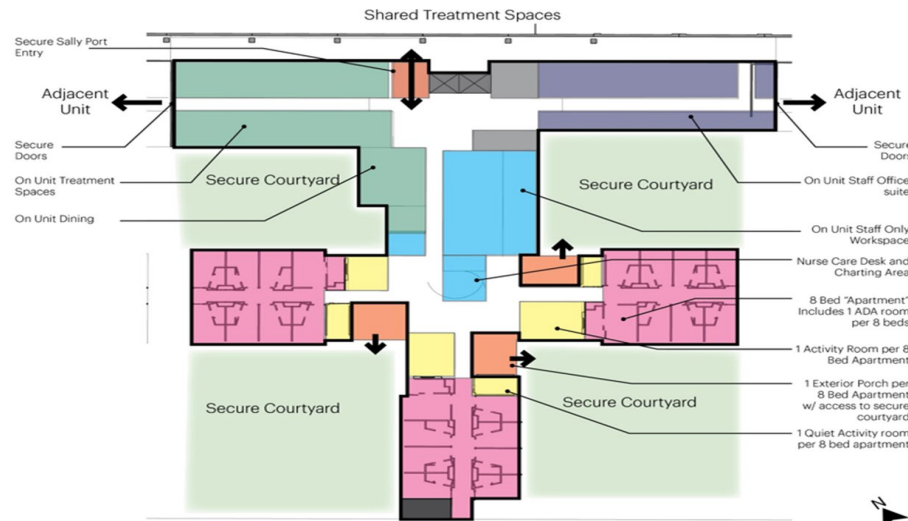 Shared Treatment Spaces
Secure Sally Port
Entry
Adjacent
Unit
Adjacent
Unit
Secure
Doors
Secure
Doors
On Unit Treatment
Spaces
Secure Courtyard
Secure Courtyard
On Unit Staff Office
suite
On Unit Dining
On Unit Staff Only
Workspace
Nurse Care Desk and
Charting Area
8 Bed "Apartment"
Includes 1 ADA room
per 8 beds
1 Activity Room per 8
Bed Apartment
1 Exterior Porch per
8 Bed Apartment
w/ access to secure
courtyard
Secure Courtyard
Secure Courtyard
1 Quiet Activity room
per 8 bed apartment
N